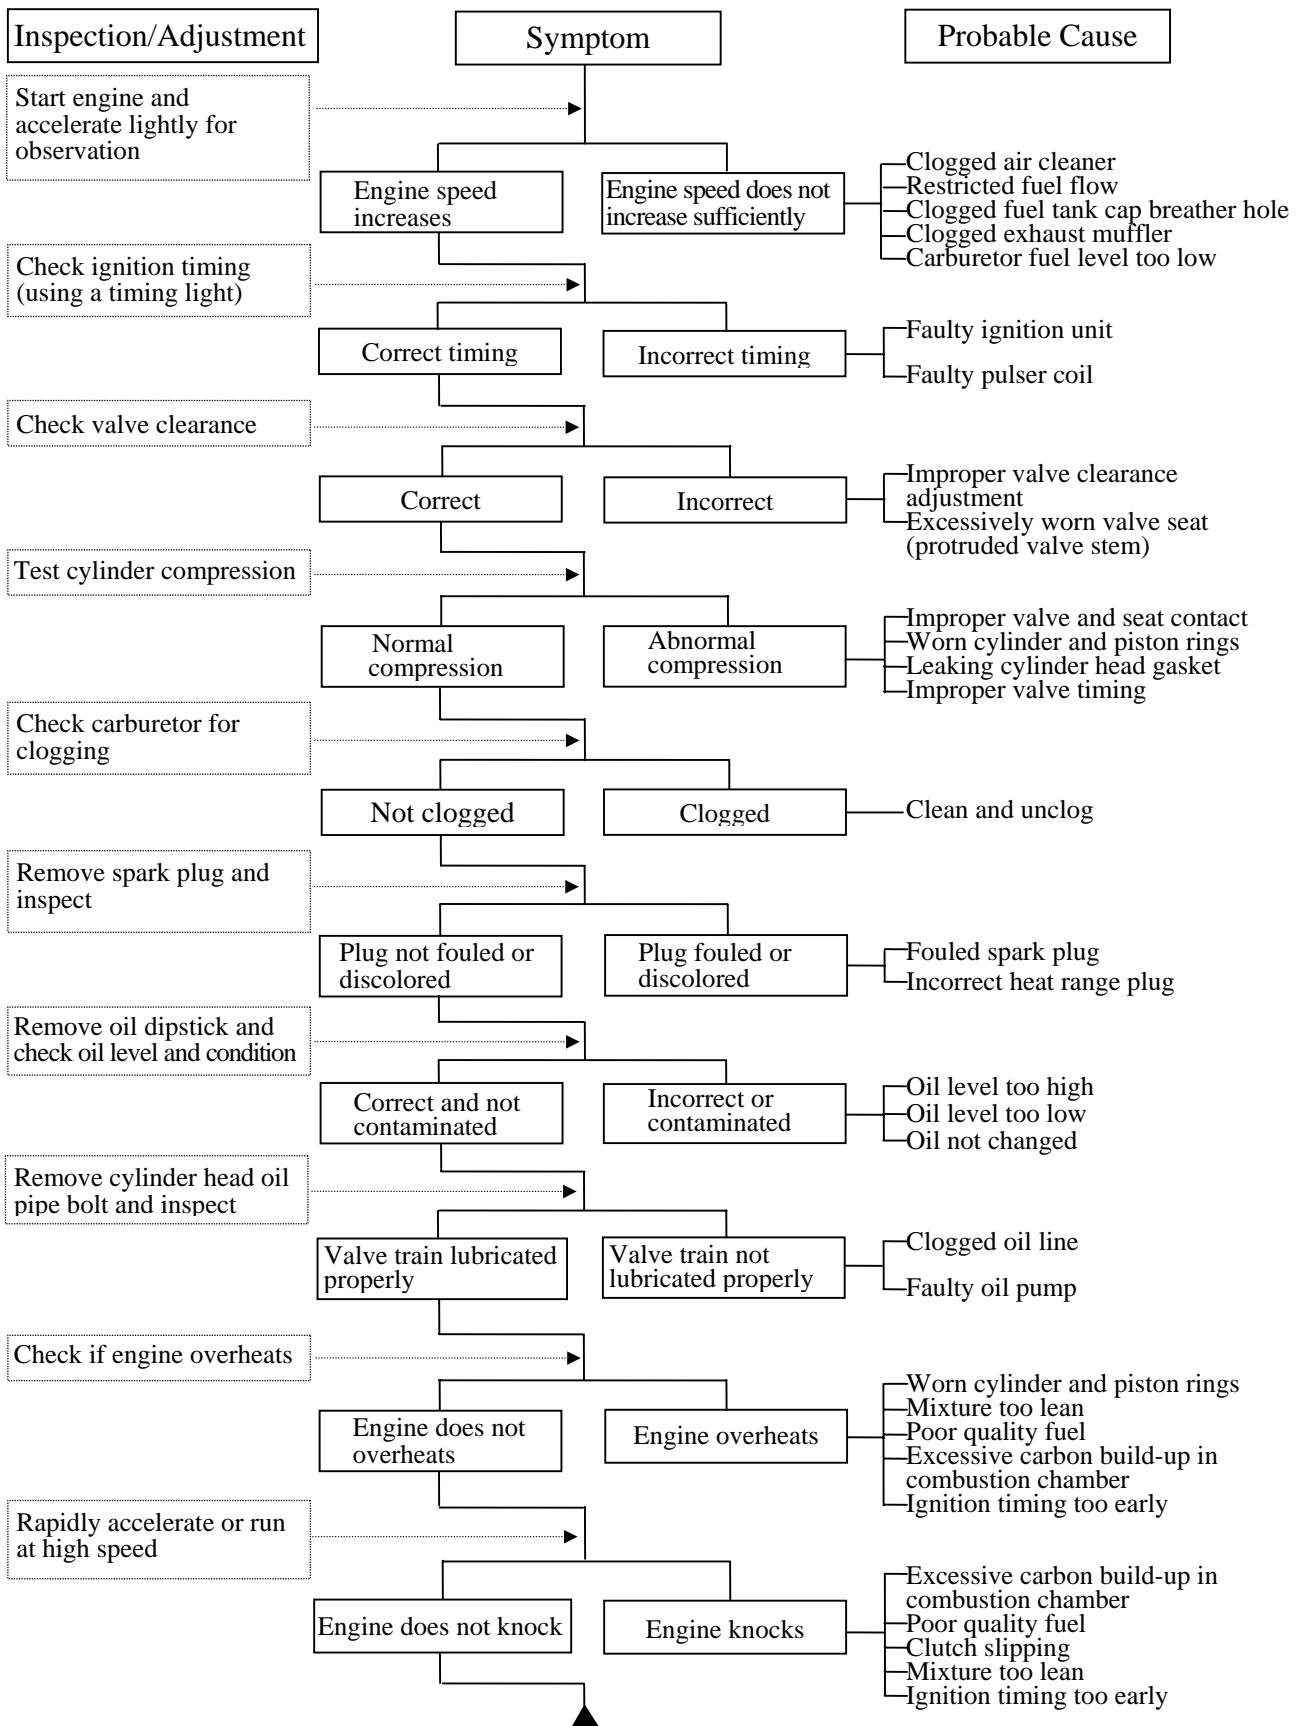 Inspection/Adjustment
Symptom
Probable Cause
Start engine and
accelerate lightly for
observation
Engine speed
increases
Engine speed does not
increase sufficiently
Clogged air cleaner
Restricted fuel flow
Clogged fuel tank cap breather hole
Clogged exhaust muffler
Carburetor fuel level too low
Check ignition timing
(using a timing light)
Correct timing
Incorrect timing
Faulty ignition unit
Faulty pulser coil
Check valve clearance
Correct
Incorrect
Improper valve clearance
adjustment
Excessively worn valve seat
(protruded valve stem)
Test cylinder compression
Normal
compression
Abnormal
compression
Improper valve and seat contact
Worn cylinder and piston rings
Leaking cylinder head gasket
Improper valve timing
Check carburetor for
clogging
Not clogged
Clogged
Clean and unclog
Remove spark plug and
inspect
Plug not fouled or
discolored
Plug fouled or
discolored
Fouled spark plug
Incorrect heat range plug
Remove oil dipstick and
check oil level and condition
Correct and not
contaminated
Incorrect or
contaminated
Oil level too high
Oil level too low
Oil not changed
Remove cylinder head oil
pipe bolt and inspect
Valve train lubricated
properly
Valve train not
lubricated properly
Clogged oil line
Faulty oil pump
Check if engine overheats
Engine does not
overheats
Engine overheats
Worn cylinder and piston rings
Mixture too lean
Poor quality fuel
Excessive carbon build-up in
combustion chamber
Ignition timing too early
Rapidly accelerate or run
at high speed
Engine does not knock
Engine knocks
Excessive carbon build-up in
combustion chamber
Poor quality fuel
Clutch slipping
Mixture too lean
Ignition timing too early